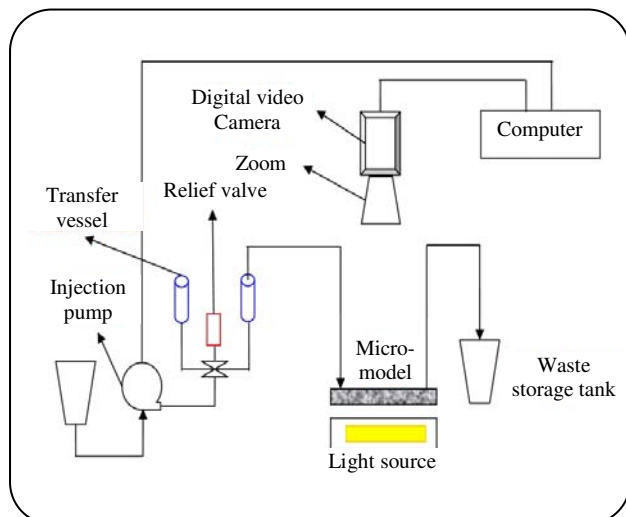 Digital video
Camera
Computer
Zoom
Transfer
vessel
Relief valve
Injection
pump
Micro-
model
Waste
storage tank
Light source